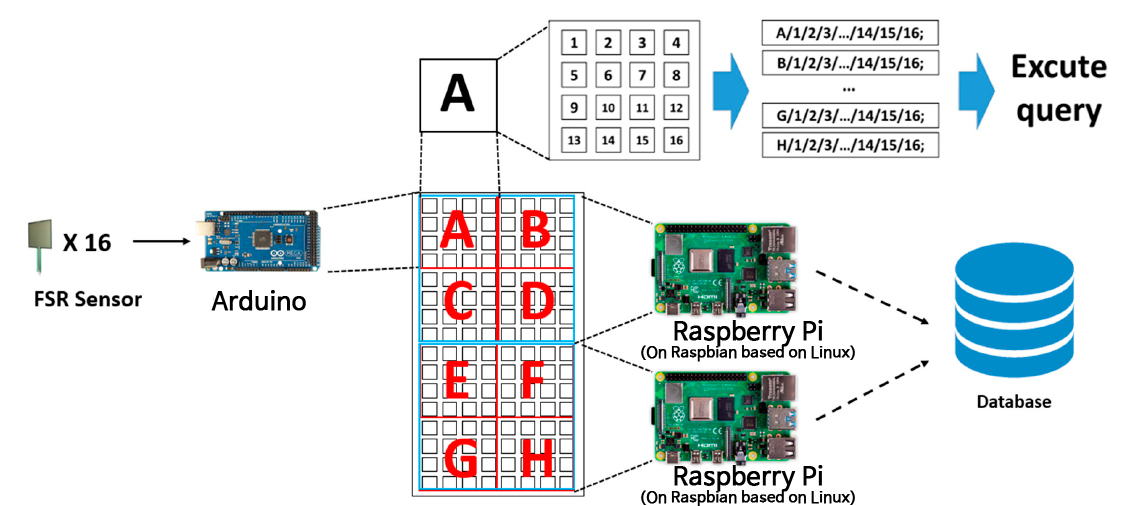 A
1 2 3 4
5 6 7 8
9 10 11 12
13 14 15 16
A/1/2/3/.../14/15/16;
B/1/2/3/.../14/15/16;
...
G/1/2/3/.../14/15/16;
H/1/2/3/.../14/15/16;
Excute
query
X 16
FSR Sensor
Arduino
A B
C D
E F
G H
HDMI
Raspberry Pi
(On Raspbian based on Linux)
HDMI
Raspberry Pi
(On Raspbian based on Linux)
Database